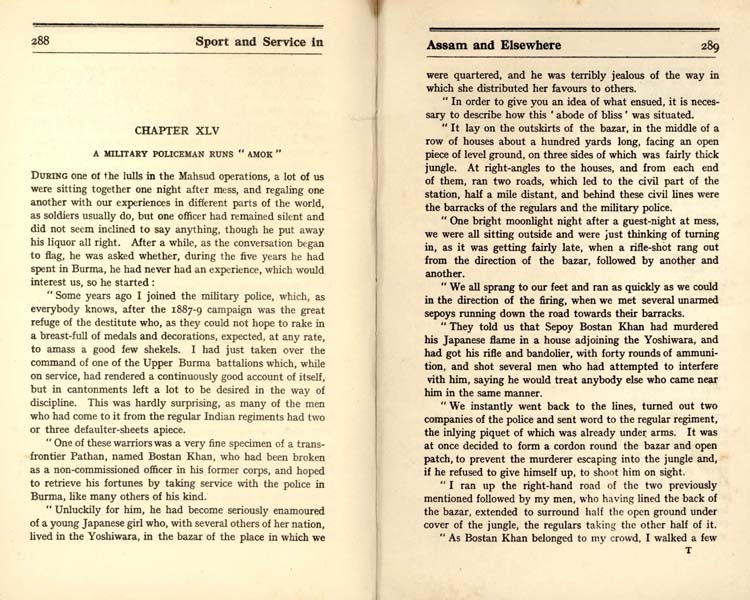 288 Sport and Service in
CHAPTER XLV
A MILITARY POLICEMAN RUNS “ AMOK ”
DURING one of the lulls in the Mahsud operations, a lot of us
were sitting together one night after mess, and regaling one
another with our experiences in different parts of the world,
as soldiers usually do, but one officer had remained silent and
did not seem inclined to say anything, though he put away
his liquor all right. After a while, as the conversation began
to flag, he was asked whether, during the five years he had
spent in Burma, he had never had an experience, which would
interest us, so he started :
“ Some years ago I joined the military police, which, as
everybody knows, after the 1887-9 campaign was the great
refuge of the destitute who, as they could not hope to rake in
a breast-full of medals and decorations, expected, at any rate,
to amass a good few shekels. I had just taken over the
command of one of the Upper Burma battalions which, while
on service, had rendered a continuously good account of itself,
but in cantonments left a lot to be desired in the way of
discipline. This was hardly surprising, as many of the men
who had come to it from the regular Indian regiments had two
or three defaulter-sheets apiece.
“ One of these warriors was a very fine specimen of a trans-
frontier Pathan, named Bostan Khan, who had been broken
as a non-commissioned officer in his former corps, and hoped
to retrieve his fortunes by taking service with the police in
Burma, like many others of his kind.
“ Unluckily for him, he had become seriously enamoured
of a young Japanese girl who, with several others of her nation,
lived in the Yoshiwara, in the bazar of the place in which we
Assam and Elsewhere 289
were quartered, and he was terribly jealous of the way in
which she distributed her favours to others.
“ In order to give you an idea of what ensued, it is neces-
sary to describe how this ‘ abode of bliss ’ was situated.
“ It lay on the outskirts of the bazar, in the middle of a
row of houses about a hundred yards long, facing an open
piece of level ground, on three sides of which was fairly thick
jungle. At right-angles to the houses, and from each end
of them, ran two roads, which led to the civil part of the
station, half a mile distant, and behind these civil lines were
the barracks of the regulars and the military police.
“ One bright moonlight night after a guest-night at mess,
we were all sitting outside and were just thinking of turning
in, as it was getting fairly late, when a rifle-shot rang out
from the direction of the bazar, followed by another and
another.
“ We all sprang to our feet and ran as quickly as we could
in the direction of the firing, when we met several unarmed
sepoys running down the road towards their barracks.
“ They told us that Sepoy Bostan Khan had murdered
his Japanese flame in a house adjoining the Yoshiwara, and
had got his rifle and bandolier, with forty rounds of ammuni-
tion, and shot several men who had attempted to interfere
vith him, saying he would treat anybody else who came near
him in the same manner.
“ We instantly went back to the lines, turned out two
companies of the police and sent word to the regular regiment,
the inlying piquet of which was already under arms. It was
at once decided to form a cordon round the bazar and open
patch, to prevent the murderer escaping into the jungle and,
if he refused to give himself up, to shoot him on sight.
“ I ran up the right-hand road of the two previously
mentioned followed by my men, who having lined the back of
the bazar, extended to surround half the open ground under
cover of the jungle, the regulars taking the other half of it.
“ As Bostan Khan belonged to my crowd, I walked a few
T